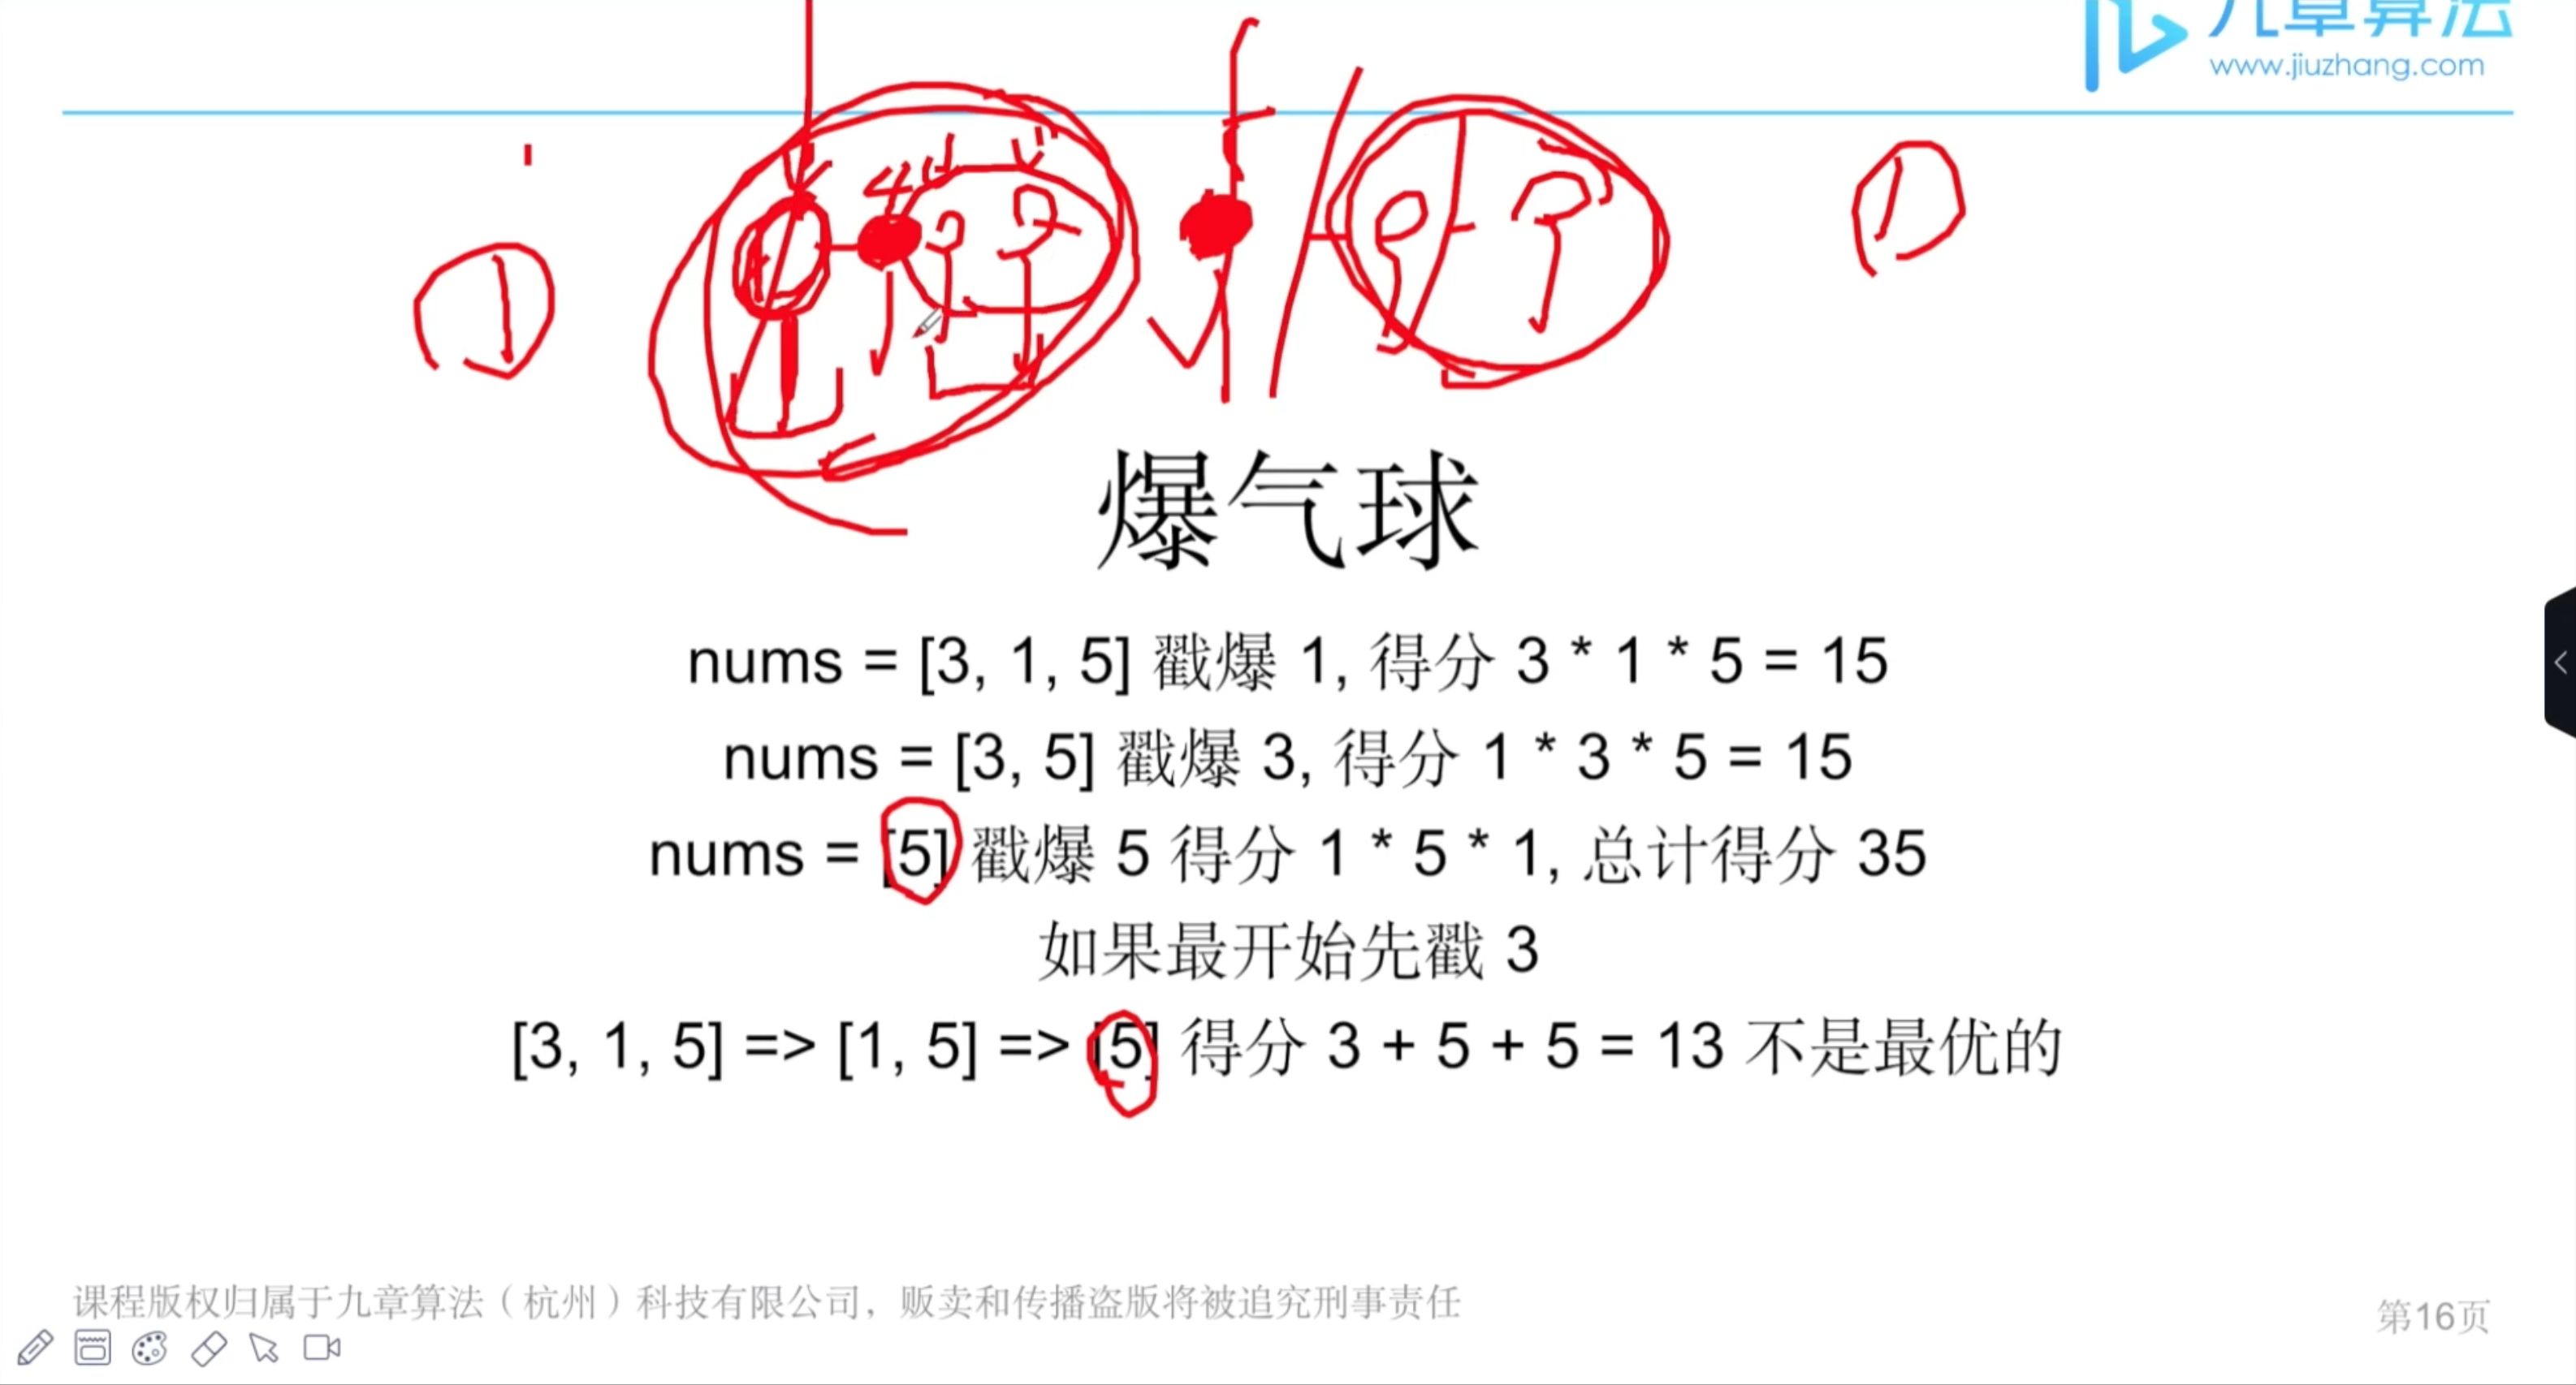 九章算法
www.jiuzhang.com
1
4
1
爆气球
nums = [3, 1, 5] 戳爆 1, 得分 3 * 1 * 5 = 15
nums = [3, 5] 戳爆 3, 得分 1 * 3 * 5 = 15
nums = [5] 戳爆 5 得分 1 * 5 * 1, 总计得分 35
如果最开始先戳 3
[3, 1, 5] => [1, 5] => [5] 得分 3 + 5 + 5 = 13 不是最优的
课程版权归属于九章算法（杭州）科技有限公司，贩卖和传播盗版将被追究刑事责任
第16页